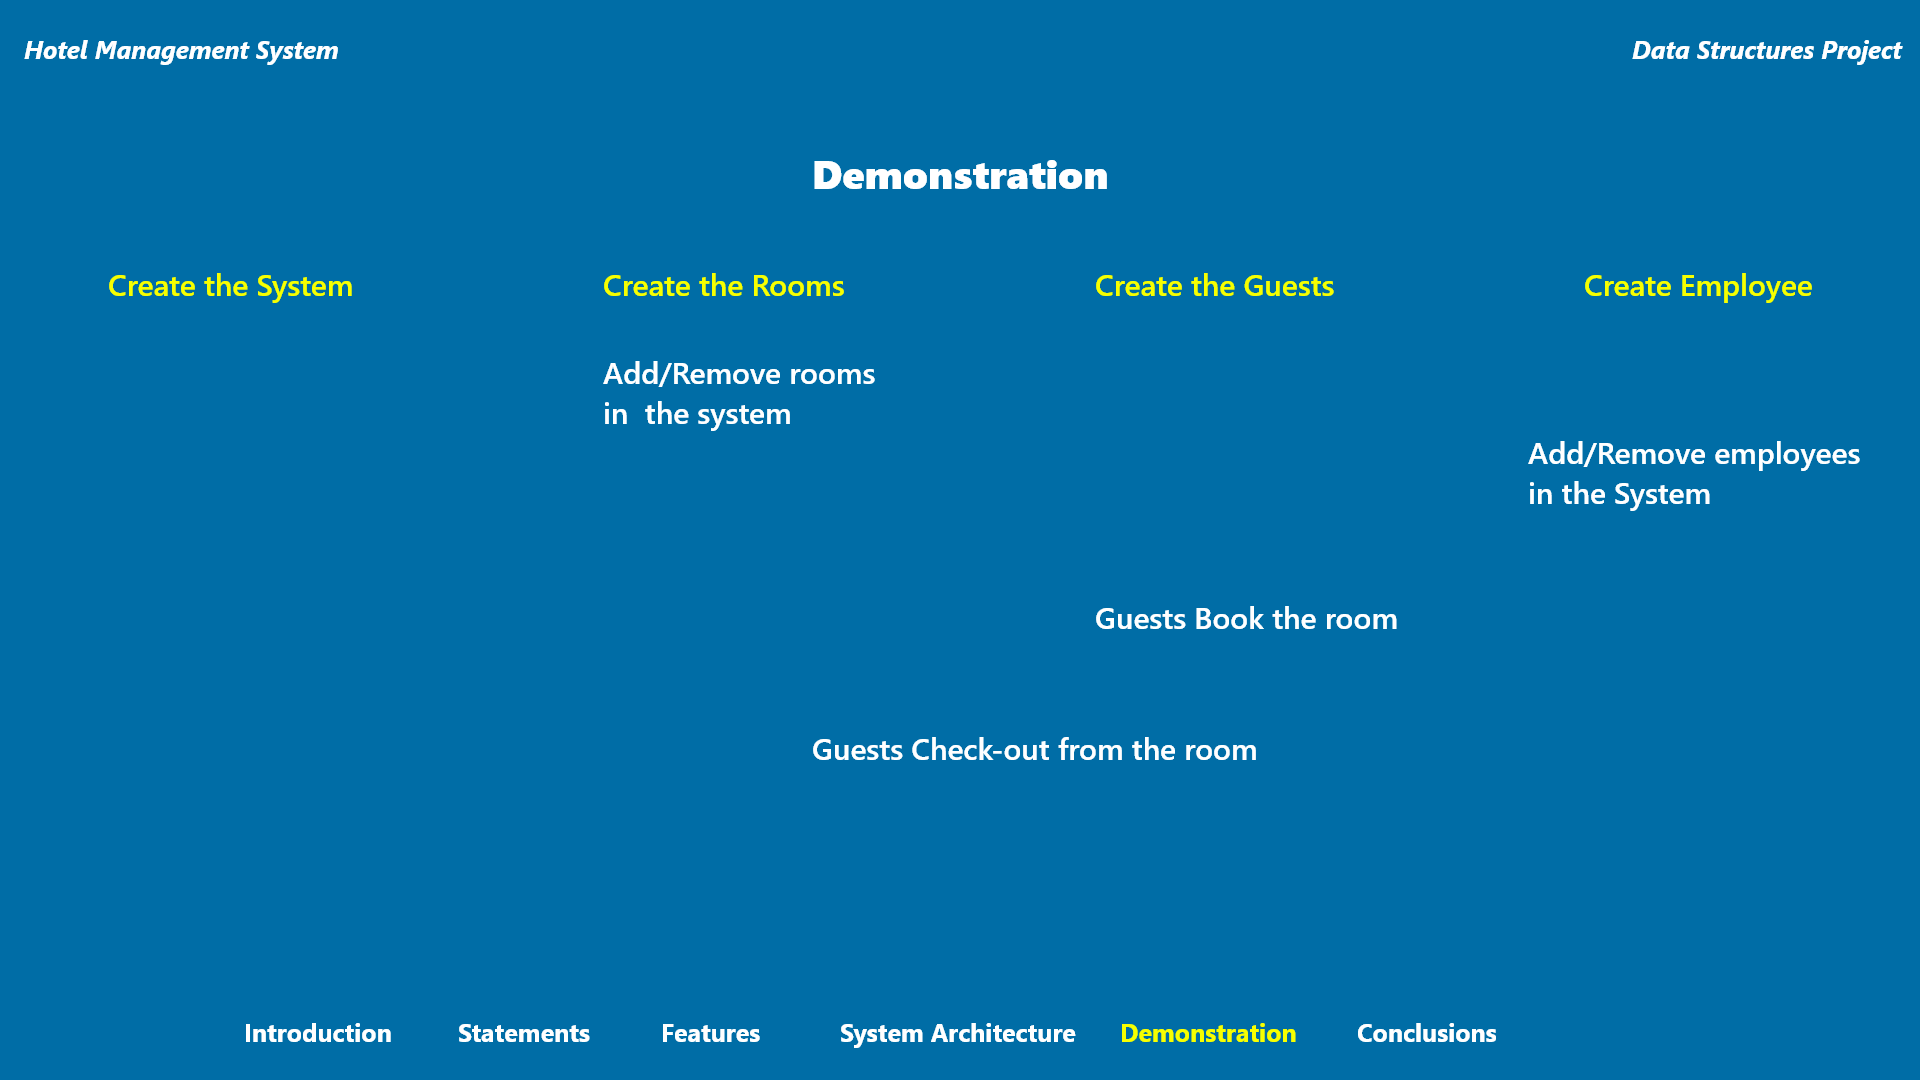 Hotel Management System
Data Structures Project
Demonstration
Create the System
Create the Rooms
Create the Guests
Create Employee
Add/Remove rooms
in  the system
Add/Remove employees
in the System
Guests Book the room
Guests Check-out from the room
Introduction
Statements
Features
System Architecture
Demonstration
Conclusions